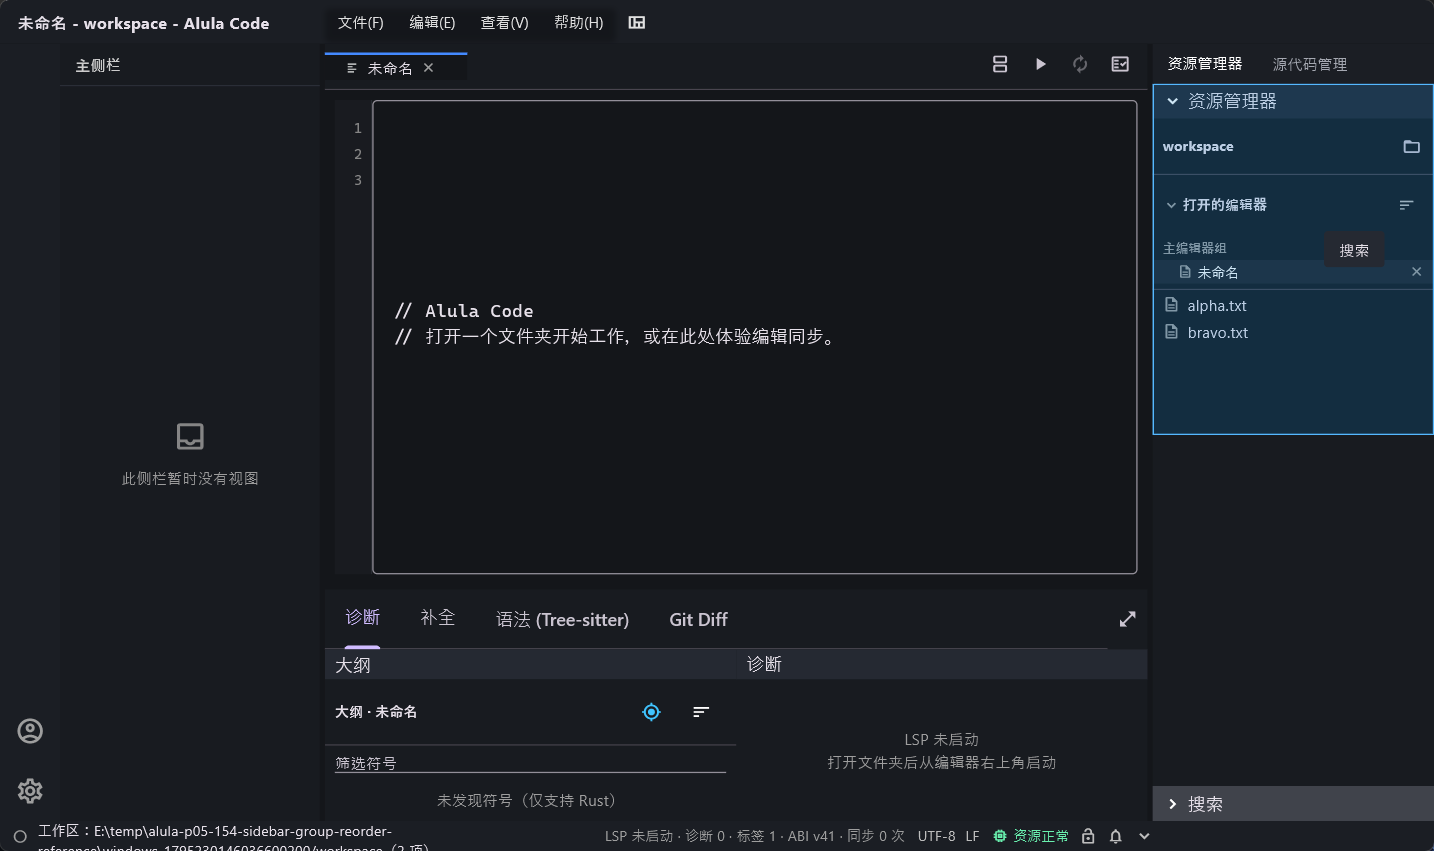 未命名 - workspace - Alula Code
文件(F) 编辑(E) 查看(V) 帮助(H)
主侧栏
未命名
资源管理器 源代码管理
资源管理器
workspace
打开的编辑器
主编辑器组
搜索
未命名
alpha.txt
bravo.txt
1
2
3
// Alula Code
// 打开一个文件夹开始工作，或在此处体验编辑同步。
此侧栏暂时没有视图
诊断 补全 语法 (Tree-sitter) Git Diff
大纲
诊断
大纲 · 未命名
筛选符号
未发现符号（仅支持 Rust）
LSP 未启动
打开文件夹后从编辑器右上角启动
搜索
工作区：E:\temp\alula-p05-154-sidebar-group-reorder-
reference\windows-1795230146036600200/workspace（2 项）
LSP 未启动 · 诊断 0 · 标签 1 · ABI v41 · 同步 0 次 UTF-8 LF 资源正常